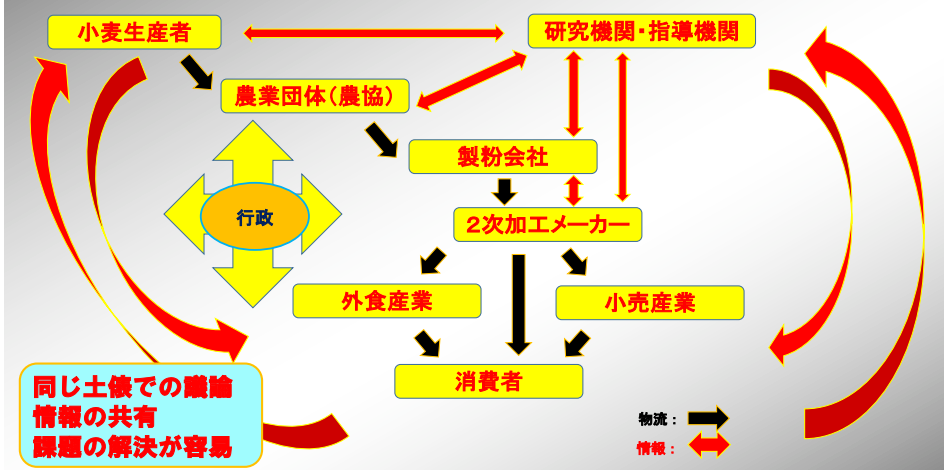 小麦生産者
研究機関・指導機関
農業団体(農協)
製粉会社
行政
2次加工メーカー
外食産業
小売産業
消費者
同じ土俵での議論
情報の共有
課題の解決が容易
物流:
情報: